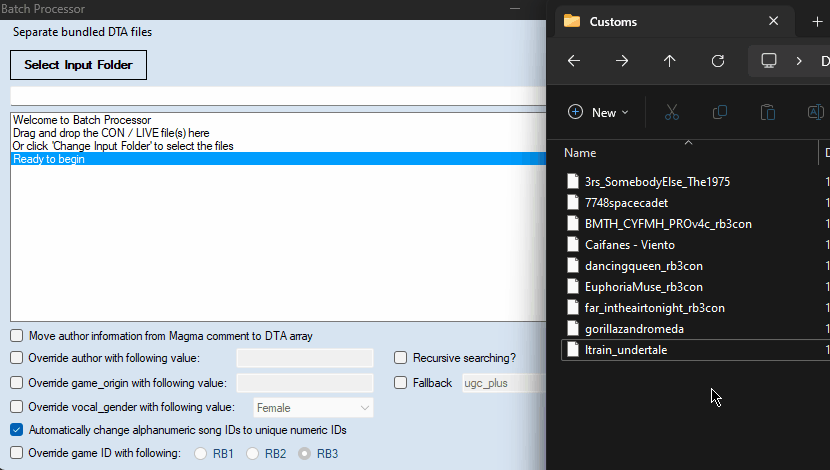 Batch Processor
Separate bundled DTA files
Select Input Folder
Welcome to Batch Processor
Drag and drop the CON / LIVE file(s) here
Or click 'Change Input Folder' to select the files
Ready to begin
Move author information from Magma comment to DTA array
Override author with following value:
Recursive searching?
Override game_origin with following value:
Fallback ugc_plus
Override vocal_gender with following value: Female
Automatically change alphanumeric song IDs to unique numeric IDs
Override game ID with following: RB1 RB2 RB3
Customs
New
Name
3rs_SomebodyElse_The1975
7748spacecadet
BMTH_CYFMH_PROv4c_rb3con
Caifanes - Viento
dancingqueen_rb3con
EuphoriaMuse_rb3con
far_intheairtonight_rb3con
gorillazandromeda
ltrain_undertale